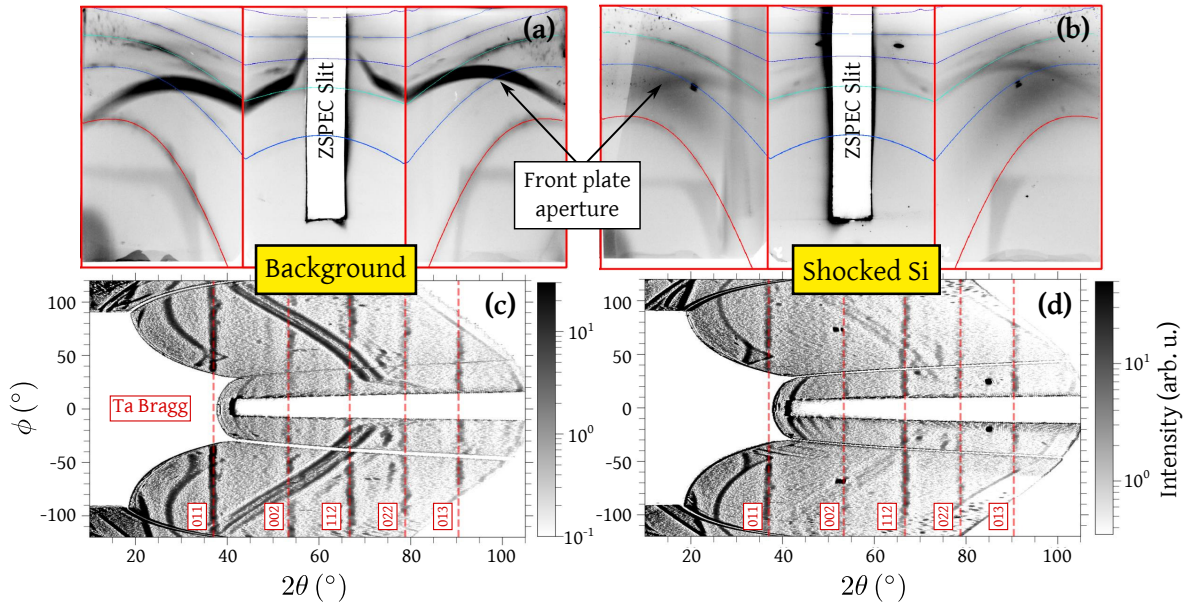 (a)
ZSPEC Slit
(b)
ZSPEC Slit
Front plate
aperture
Background
Shocked Si
(c)
100
50
0
-50
-100
ϕ (°)
Ta Bragg
011
002
112
022
013
20
40
60
80
100
2θ (°)
10¹
10⁰
10⁻¹
(d)
100
50
0
-50
-100
011
002
112
022
013
20
40
60
80
100
2θ (°)
10¹
10⁰
Intensity (arb. u.)